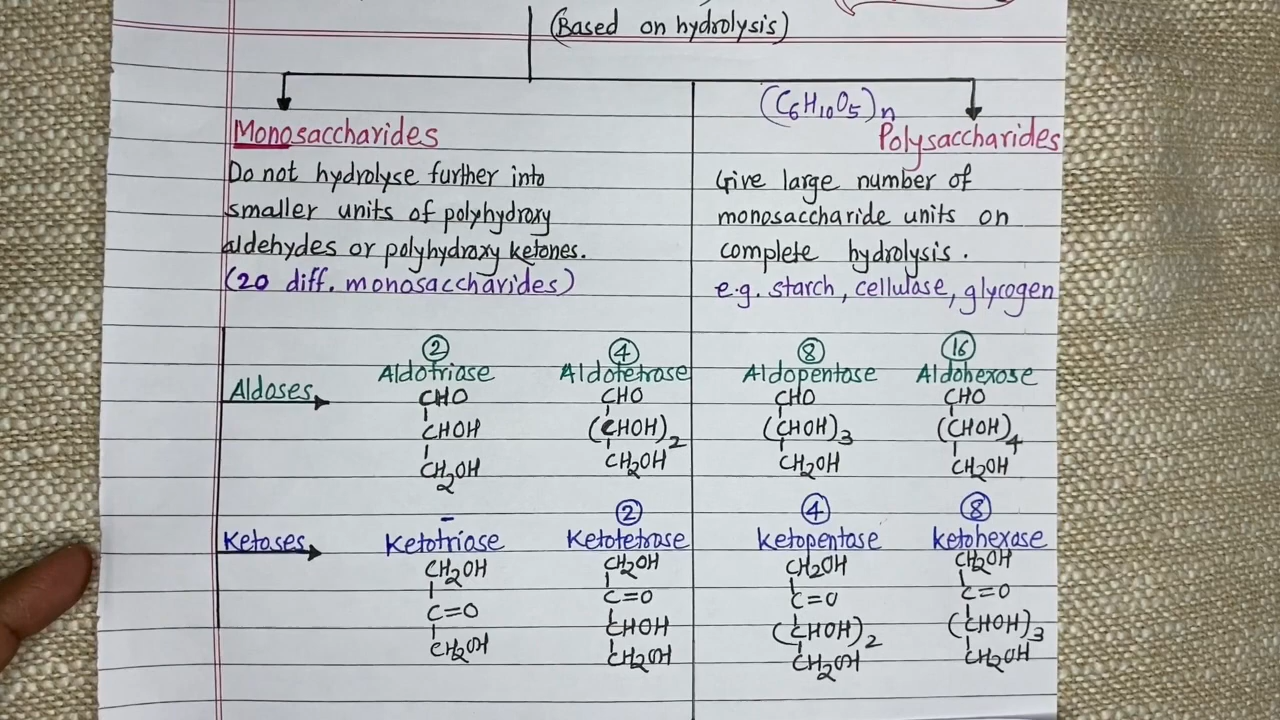 (Based on hydrolysis)
(C6H10O5)n
Monosaccharides
Do not hydrolyse further into
smaller units of polyhydroxy
aldehydes or polyhydroxy ketones.
(20 diff. monosaccharides)
Polysaccharides
Give large number of
monosaccharide units on
complete hydrolysis.
e.g. starch, cellulase, glycogen
Aldoses
2
Aldotriose
CHO
CHOH
CH2OH
4
Aldotetrose
CHO
(CHOH)2
CH2OH
8
Aldopentose
CHO
(CHOH)3
CH2OH
16
Aldohexose
CHO
(CHOH)4
CH2OH
Ketoses
-
Ketotriose
CH2OH
C=O
CH2OH
2
Ketotetrose
CH2OH
C=O
CHOH
CH2OH
4
ketopentose
CH2OH
C=O
(CHOH)2
CH2OH
8
ketohexose
CH2OH
C=O
(CHOH)3
CH2OH